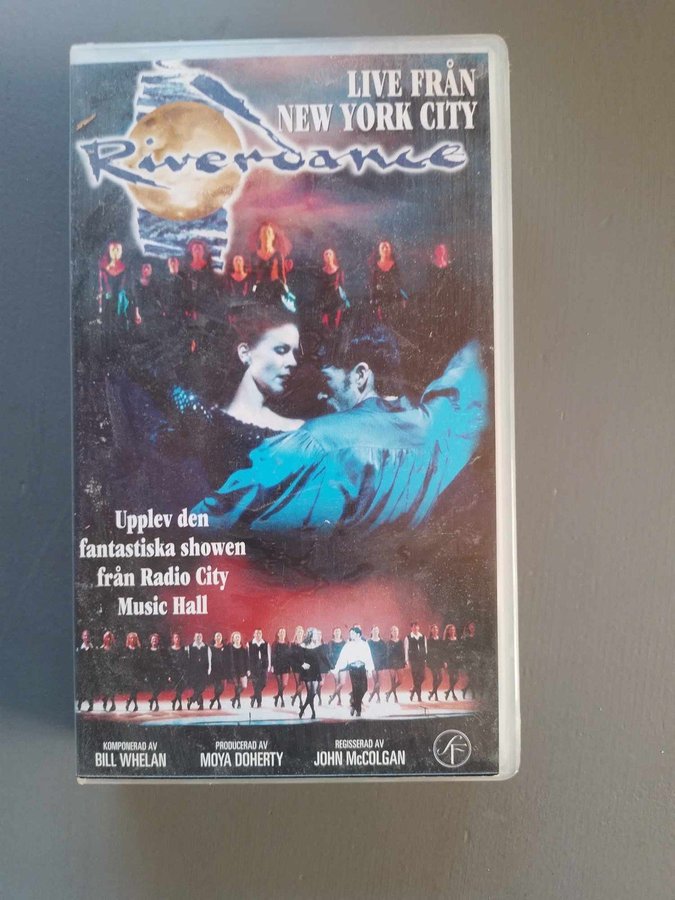 LIVE FRÅN
NEW YORK CITY
Riverdance
Upplev den
fantastiska showen
från Radio City
Music Hall
KOMPONERAD AV
BILL WHELAN
PRODUCERAD AV
MOYA DOHERTY
REGISSERAD AV
JOHN McCOLGAN
SF